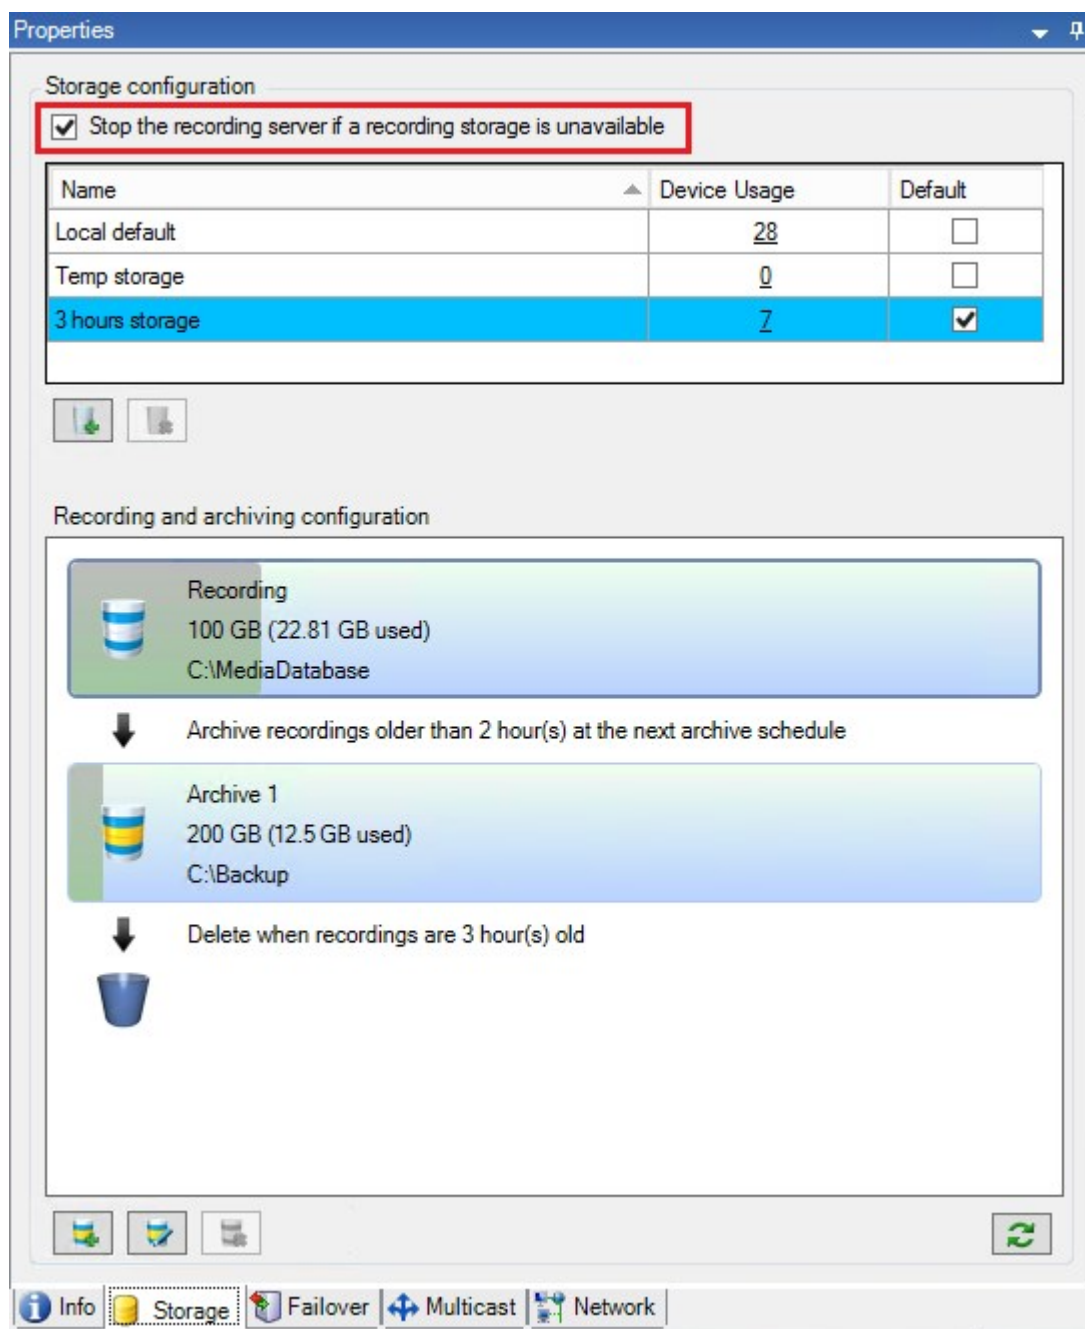 Properties
Storage configuration
Stop the recording server if a recording storage is unavailable
Name Device Usage Default
Local default 28
Temp storage 0
3 hours storage 7
Recording and archiving configuration
Recording
100 GB (22.81 GB used)
C:\MediaDatabase
Archive recordings older than 2 hour(s) at the next archive schedule
Archive 1
200 GB (12.5 GB used)
C:\Backup
Delete when recordings are 3 hour(s) old
Info Storage Failover Multicast Network